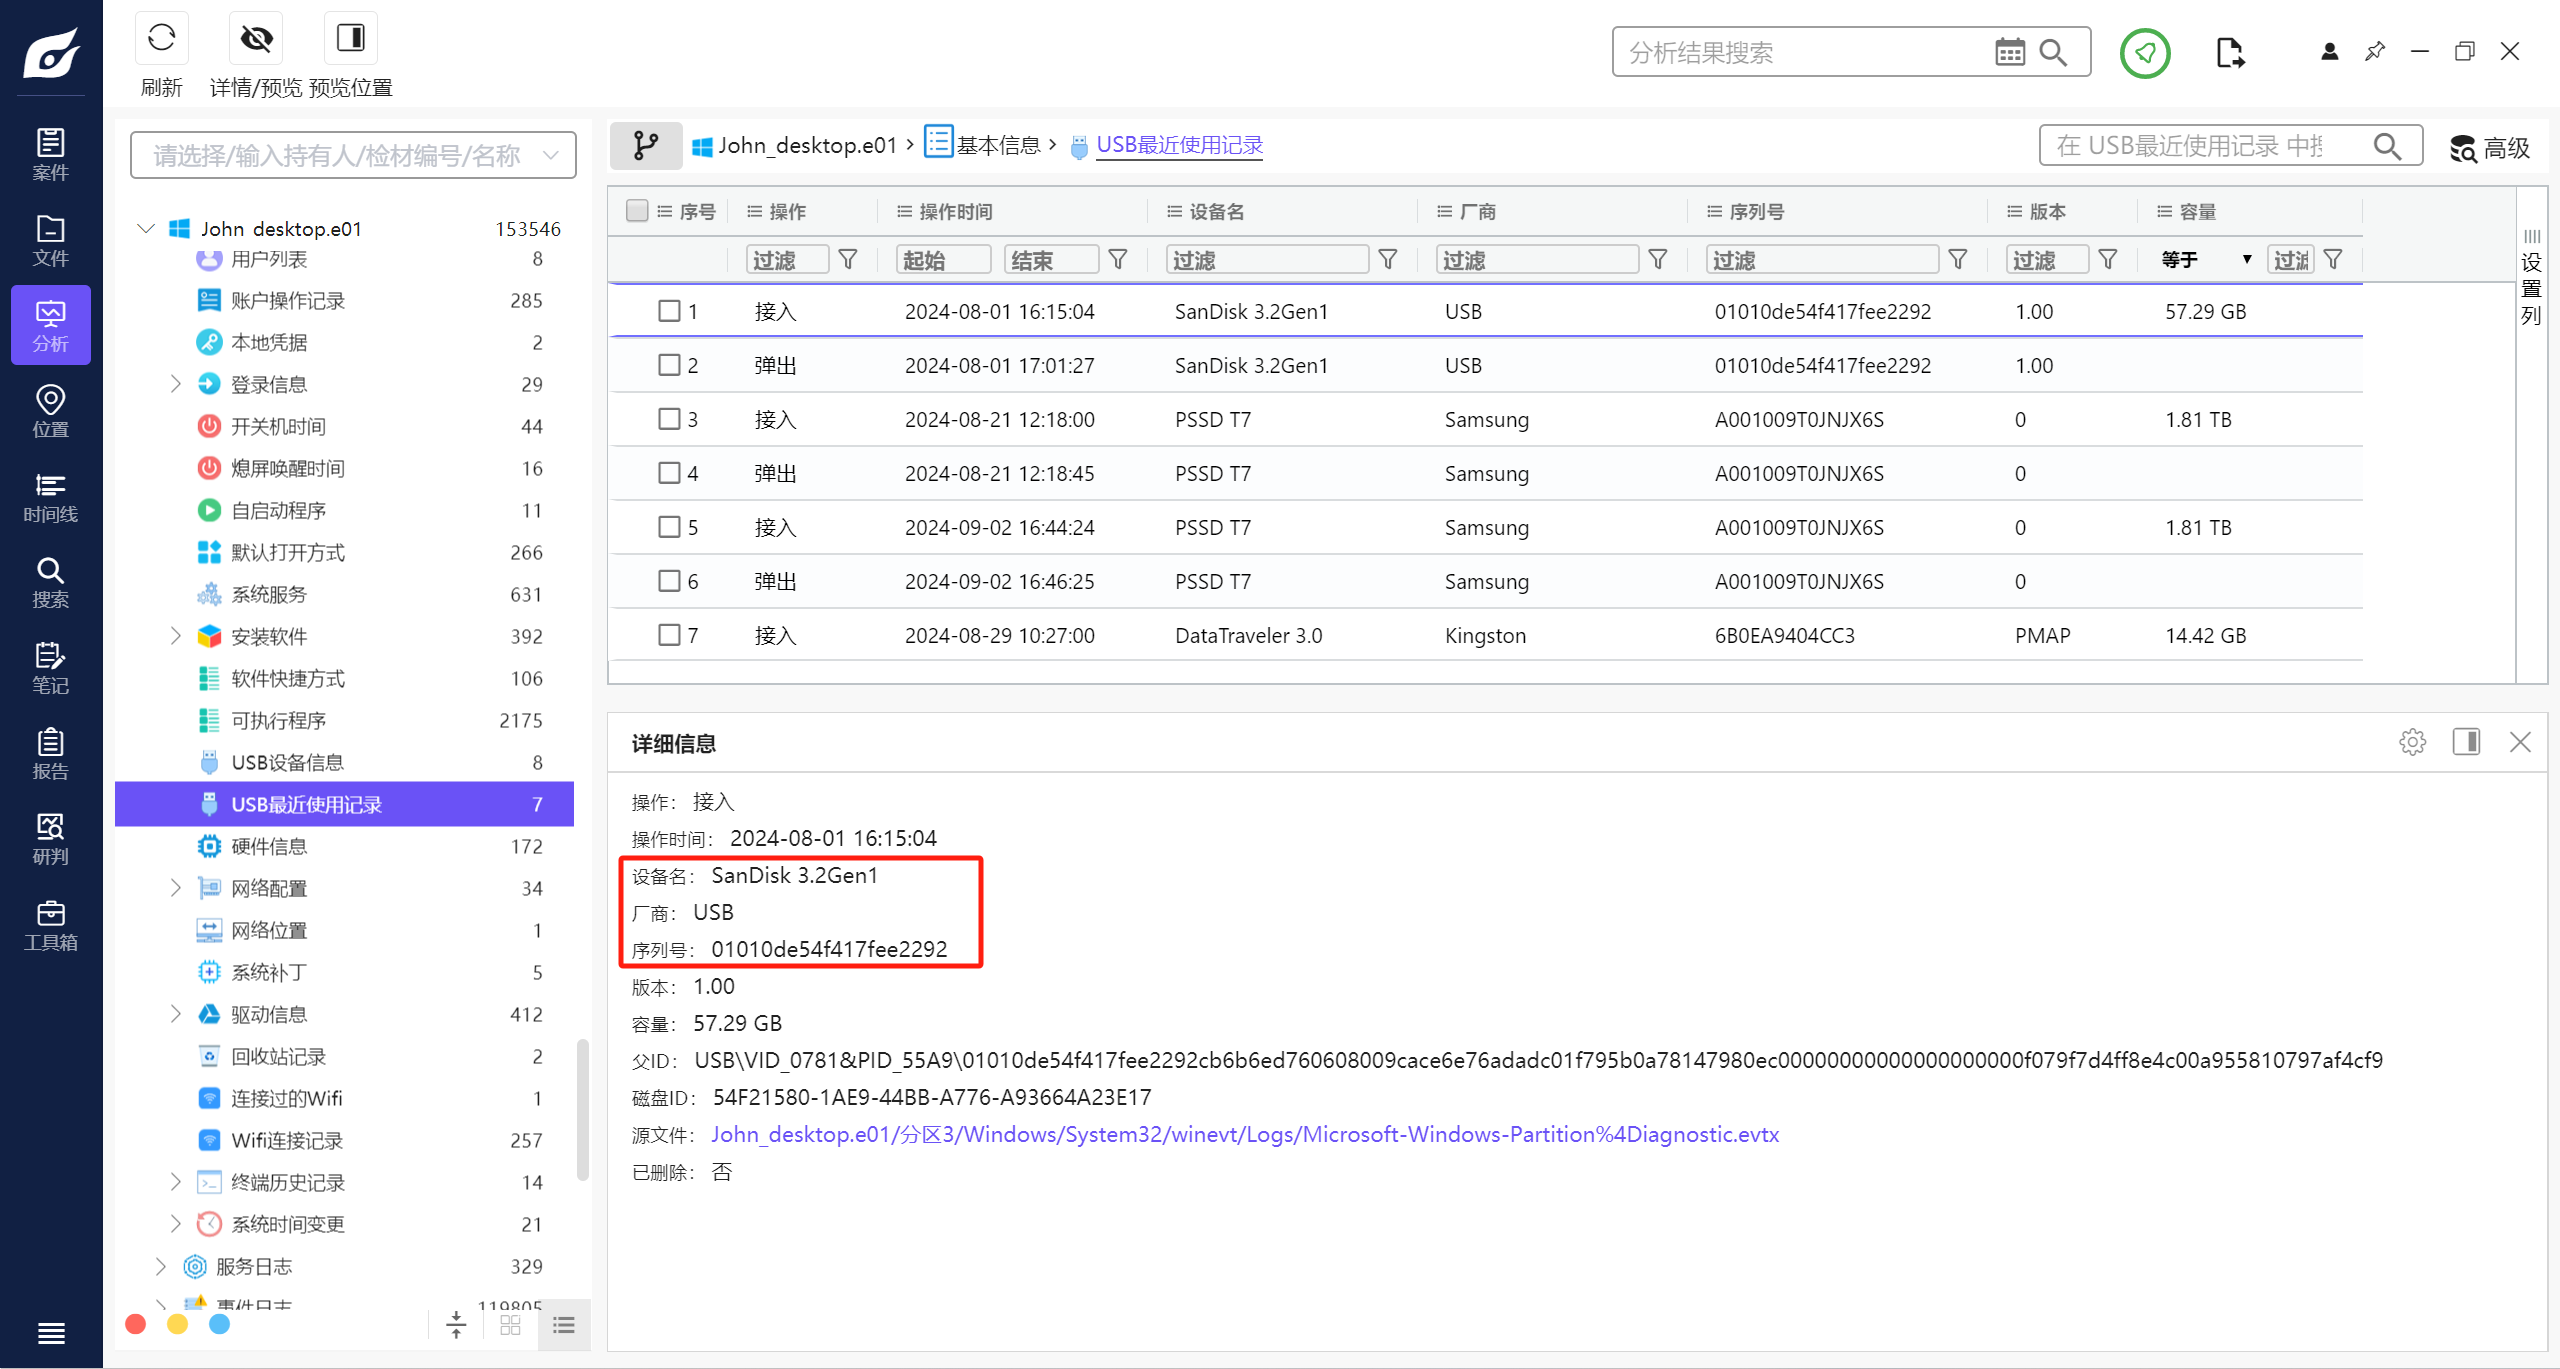 刷新
详情/预览
预览位置
分析结果搜索
案件
文件
分析
位置
时间线
搜索
笔记
报告
研判
工具箱
请选择/输入持有人/检材编号/名称
John_desktop.e01 153546
用户列表 8
账户操作记录 285
本地凭据 2
登录信息 29
开关机时间 44
熄屏唤醒时间 16
自启动程序 11
默认打开方式 266
系统服务 631
安装软件 392
软件快捷方式 106
可执行程序 2175
USB设备信息 8
USB最近使用记录 7
硬件信息 172
网络配置 34
网络位置 1
系统补丁 5
驱动信息 412
回收站记录 2
连接过的Wifi 1
Wifi连接记录 257
终端历史记录 14
系统时间变更 21
服务日志 329
事件日志 119805
John_desktop.e01 › 基本信息 › USB最近使用记录
在 USB最近使用记录 中
高级
序号 操作 操作时间 设备名 厂商 序列号 版本 容量
过滤 起始 结束 过滤 过滤 过滤 过滤 等于 过滤
1 接入 2024-08-01 16:15:04 SanDisk 3.2Gen1 USB 01010de54f417fee2292 1.00 57.29 GB
2 弹出 2024-08-01 17:01:27 SanDisk 3.2Gen1 USB 01010de54f417fee2292 1.00
3 接入 2024-08-21 12:18:00 PSSD T7 Samsung A001009T0JNJX6S 0 1.81 TB
4 弹出 2024-08-21 12:18:45 PSSD T7 Samsung A001009T0JNJX6S 0
5 接入 2024-09-02 16:44:24 PSSD T7 Samsung A001009T0JNJX6S 0 1.81 TB
6 弹出 2024-09-02 16:46:25 PSSD T7 Samsung A001009T0JNJX6S 0
7 接入 2024-08-29 10:27:00 DataTraveler 3.0 Kingston 6B0EA9404CC3 PMAP 14.42 GB
设置列
详细信息
操作： 接入
操作时间： 2024-08-01 16:15:04
设备名： SanDisk 3.2Gen1
厂商： USB
序列号： 01010de54f417fee2292
版本： 1.00
容量： 57.29 GB
父ID： USB\VID_0781&PID_55A9\01010de54f417fee2292cb6b6ed760608009cace6e76adadc01f795b0a78147980ec00000000000000000000f079f7d4ff8e4c00a955810797af4cf9
磁盘ID： 54F21580-1AE9-44BB-A776-A93664A23E17
源文件： John_desktop.e01/分区3/Windows/System32/winevt/Logs/Microsoft-Windows-Partition%4Diagnostic.evtx
已删除： 否